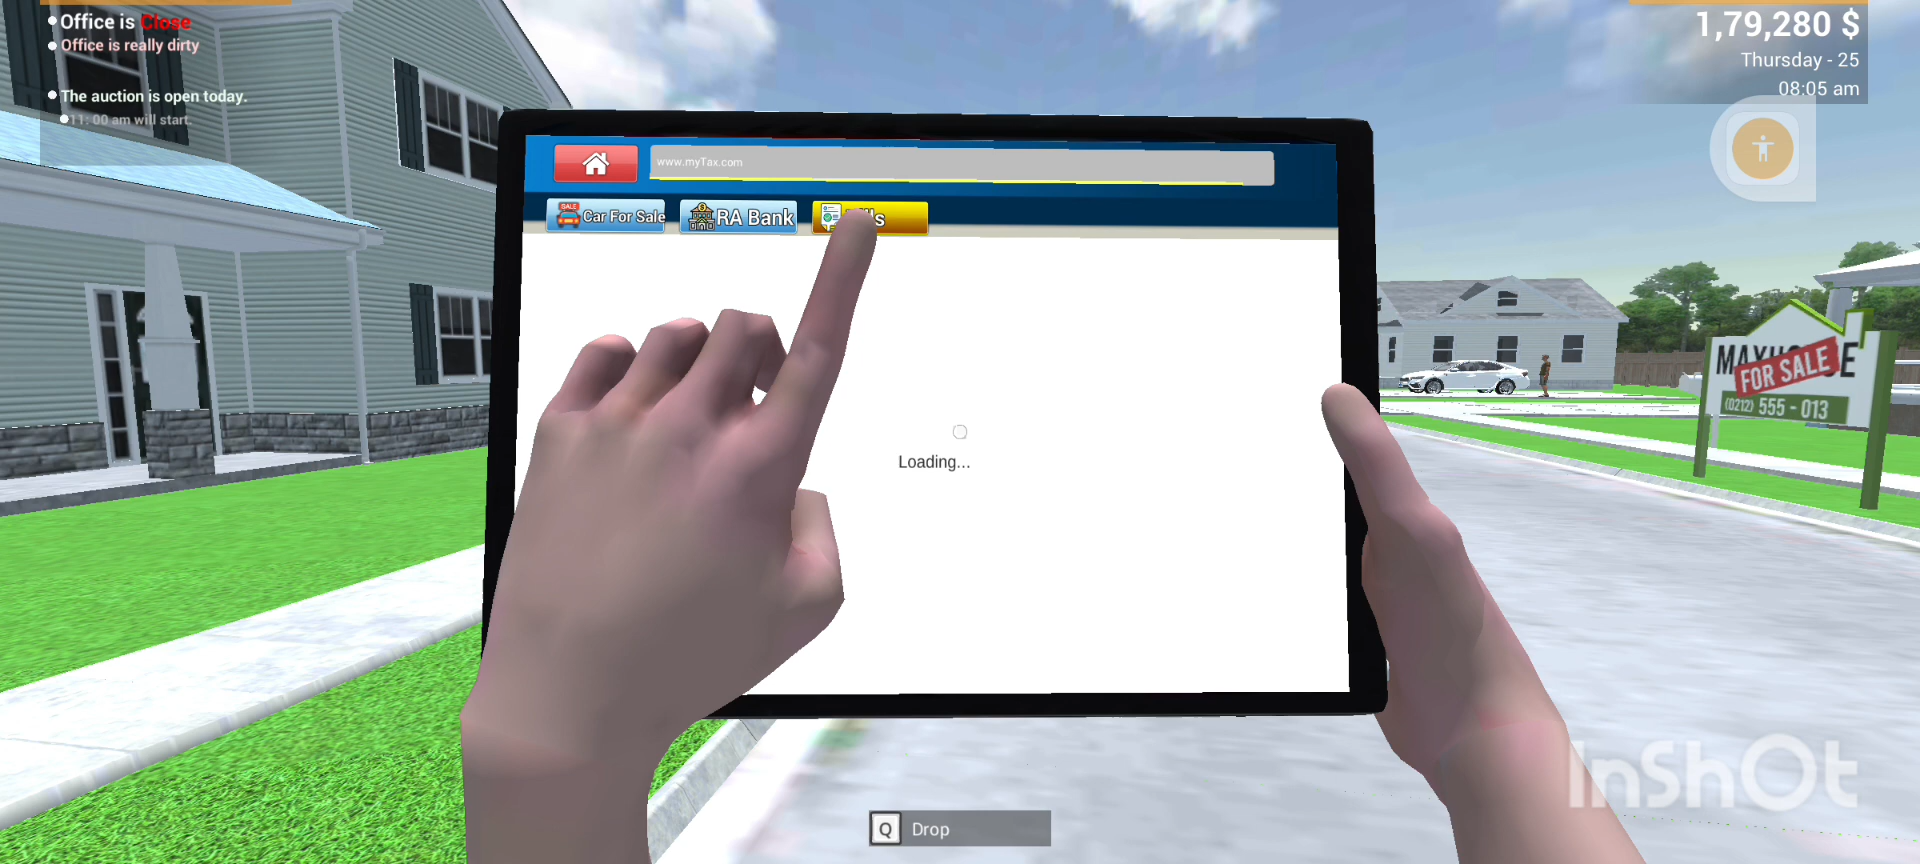 Office is Close
Office is really dirty
The auction is open today.
11: 00 am will start.
1,79,280 $
Thursday - 25
08:05 am
www.myTax.com
Car For Sale
RA Bank
Loading...
FOR SALE
(0212) 555 - 013
Q Drop
InShOt